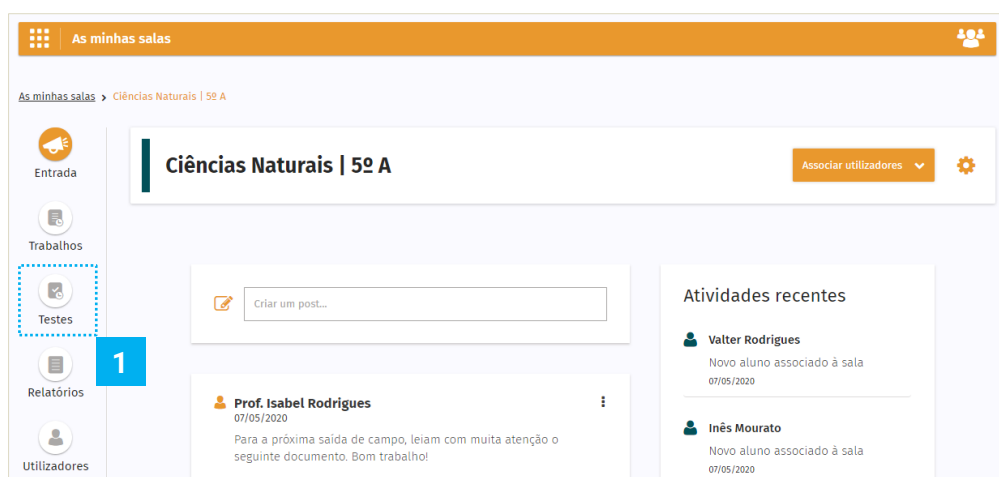 As minhas salas
As minhas salas > Ciências Naturais | 5º A
Entrada
Trabalhos
Testes
1
Relatórios
Utilizadores
Ciências Naturais | 5º A
Associar utilizadores
Criar um post...
Prof. Isabel Rodrigues
07/05/2020
Para a próxima saída de campo, leiam com muita atenção o
seguinte documento. Bom trabalho!
Atividades recentes
Valter Rodrigues
Novo aluno associado à sala
07/05/2020
Inês Mourato
Novo aluno associado à sala
07/05/2020